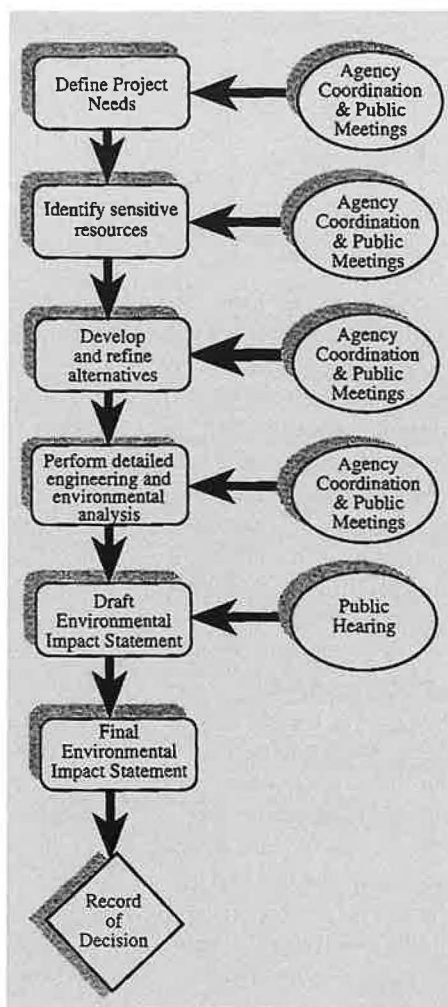 Define Project
Needs
Agency
Coordination
& Public
Meetings
Identify sensitive
resources
Agency
Coordination
& Public
Meetings
Develop
and refine
alternatives
Agency
Coordination
& Public
Meetings
Perform detailed
engineering and
environmental
analysis
Agency
Coordination
& Public
Meetings
Draft
Environmental
Impact Statement
Public
Hearing
Final
Environmental
Impact Statement
Record
of
Decision